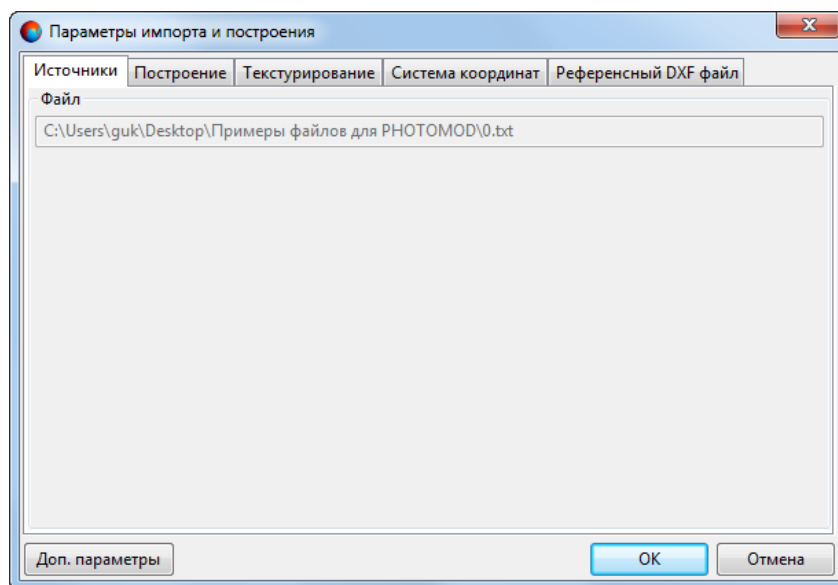 Параметры импорта и построения
Источники Построение Текстурирование Система координат Референсный DXF файл
Файл
C:\Users\guk\Desktop\Примеры файлов для PHOTOMOD\0.txt
Доп. параметры OK Отмена